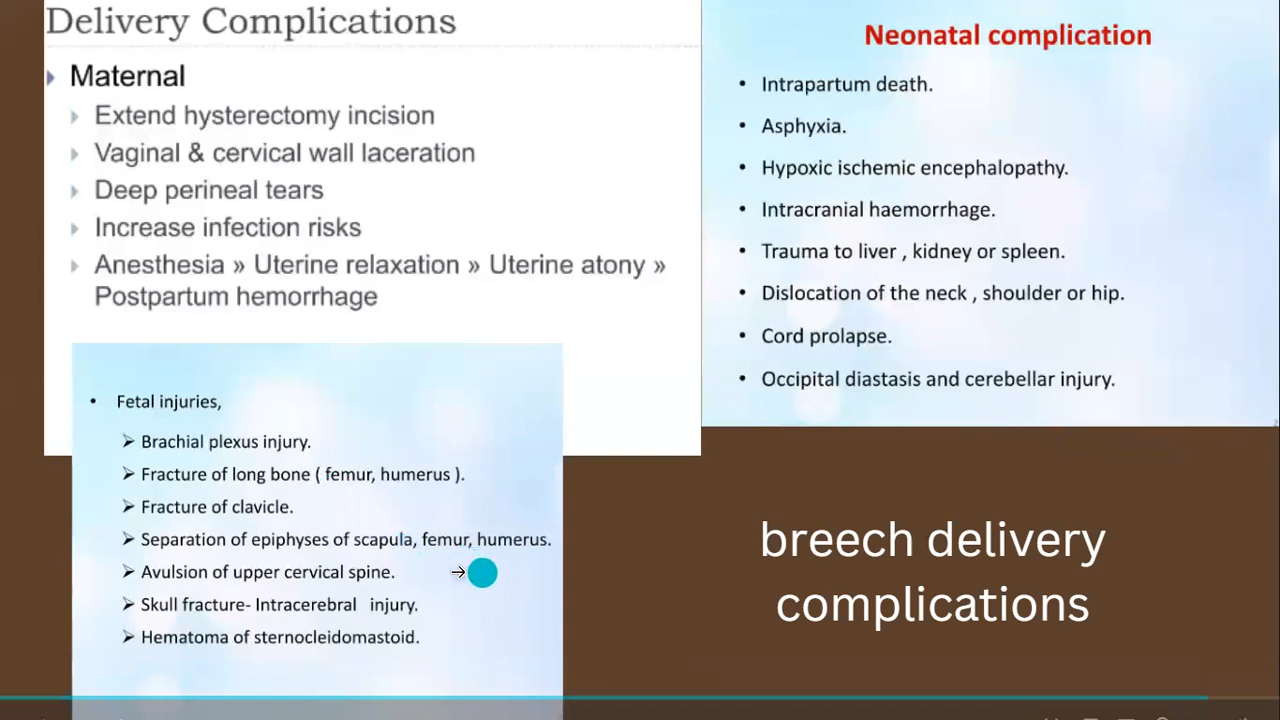 Delivery Complications
Maternal
Extend hysterectomy incision
Vaginal & cervical wall laceration
Deep perineal tears
Increase infection risks
Anesthesia » Uterine relaxation » Uterine atony »
Postpartum hemorrhage
• Fetal injuries,
➢ Brachial plexus injury.
➢ Fracture of long bone ( femur, humerus ).
➢ Fracture of clavicle.
➢ Separation of epiphyses of scapula, femur, humerus.
➢ Avulsion of upper cervical spine.
➢ Skull fracture- Intracerebral injury.
➢ Hematoma of sternocleidomastoid.
Neonatal complication
• Intrapartum death.
• Asphyxia.
• Hypoxic ischemic encephalopathy.
• Intracranial haemorrhage.
• Trauma to liver , kidney or spleen.
• Dislocation of the neck , shoulder or hip.
• Cord prolapse.
• Occipital diastasis and cerebellar injury.
breech delivery
complications